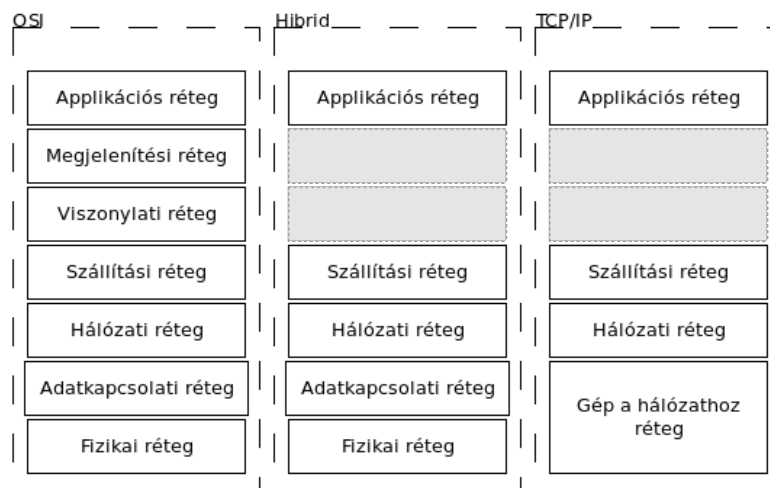 OSI
Applikációs réteg
Megjelenítési réteg
Viszonylati réteg
Szállítási réteg
Hálózati réteg
Adatkapcsolati réteg
Fizikai réteg
Hibrid
Applikációs réteg
Szállítási réteg
Hálózati réteg
Adatkapcsolati réteg
Fizikai réteg
TCP/IP
Applikációs réteg
Szállítási réteg
Hálózati réteg
Gép a hálózathoz
réteg